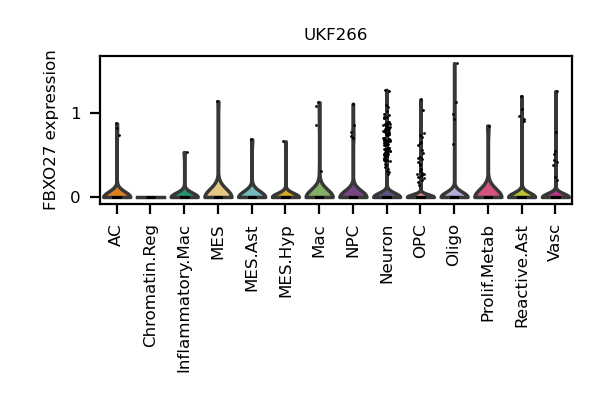 UKF266
FBXO27 expression
1
0
AC
Chromatin.Reg
Inflammatory.Mac
MES
MES.Ast
MES.Hyp
Mac
NPC
Neuron
OPC
Oligo
Prolif.Metab
Reactive.Ast
Vasc